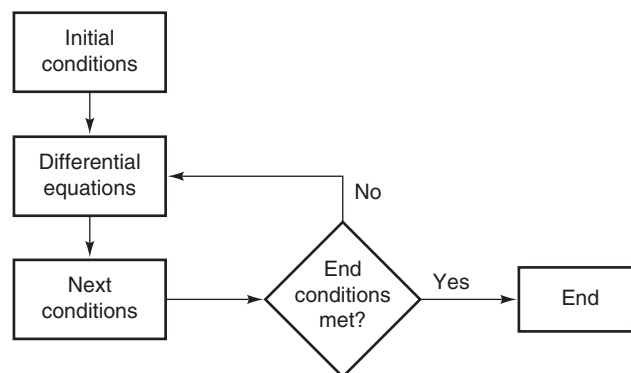 Initial
conditions
Differential
equations
No
Next
conditions
End
conditions
met?
Yes
End